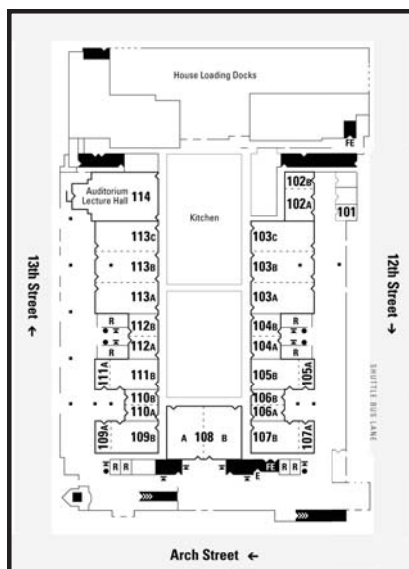 House Loading Docks
FE
102B
Auditorium
Lecture Hall
114
102A
101
Kitchen
113C
103C
13th Street ←
12th Street →
113B
103B
113A
103A
R
R
112B
104B
112A
104A
R
R
111A
111B
105B
105A
110B
106B
110A
106A
SHUTTLE BUS LANE
109A
109B
A 108 B
107B
107A
R R
FE
R R
E
Arch Street ←